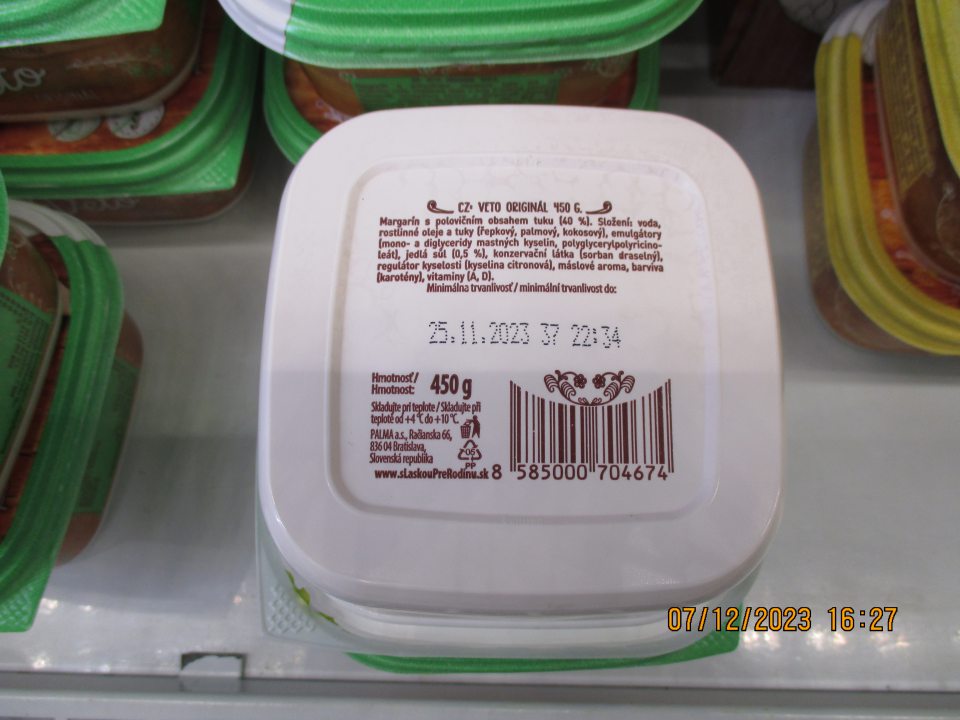 CZ: VETO ORIGINÁL 450 G.
Margarín s polovičním obsahem tuku (40 %). Složení: voda,
rostlinné oleje a tuky (řepkový, palmový, kokosový), emulgátory
(mono- a diglyceridy mastných kyselin, polyglycerylpolyricino-
leát), jedlá sůl (0,5 %), konzervační látka (sorban draselný),
regulátor kyselosti (kyselina citronová), máslové aroma, barviva
(karotény), vitaminy (A, D).
Minimálna trvanlivosť / minimální trvanlivost do:
25.11.2023 37 22:34
Hmotnosť/
Hmotnost: 450 g
Skladujte pri teplote / Skladujte při
teplotě od +4 °C do +10 °C.
PALMA a.s., Račianska 66,
836 04 Bratislava,
Slovenská republika
www.sLaskouPreRodinu.sk
05
PP
8 585000 704674
07/12/2023 16:27